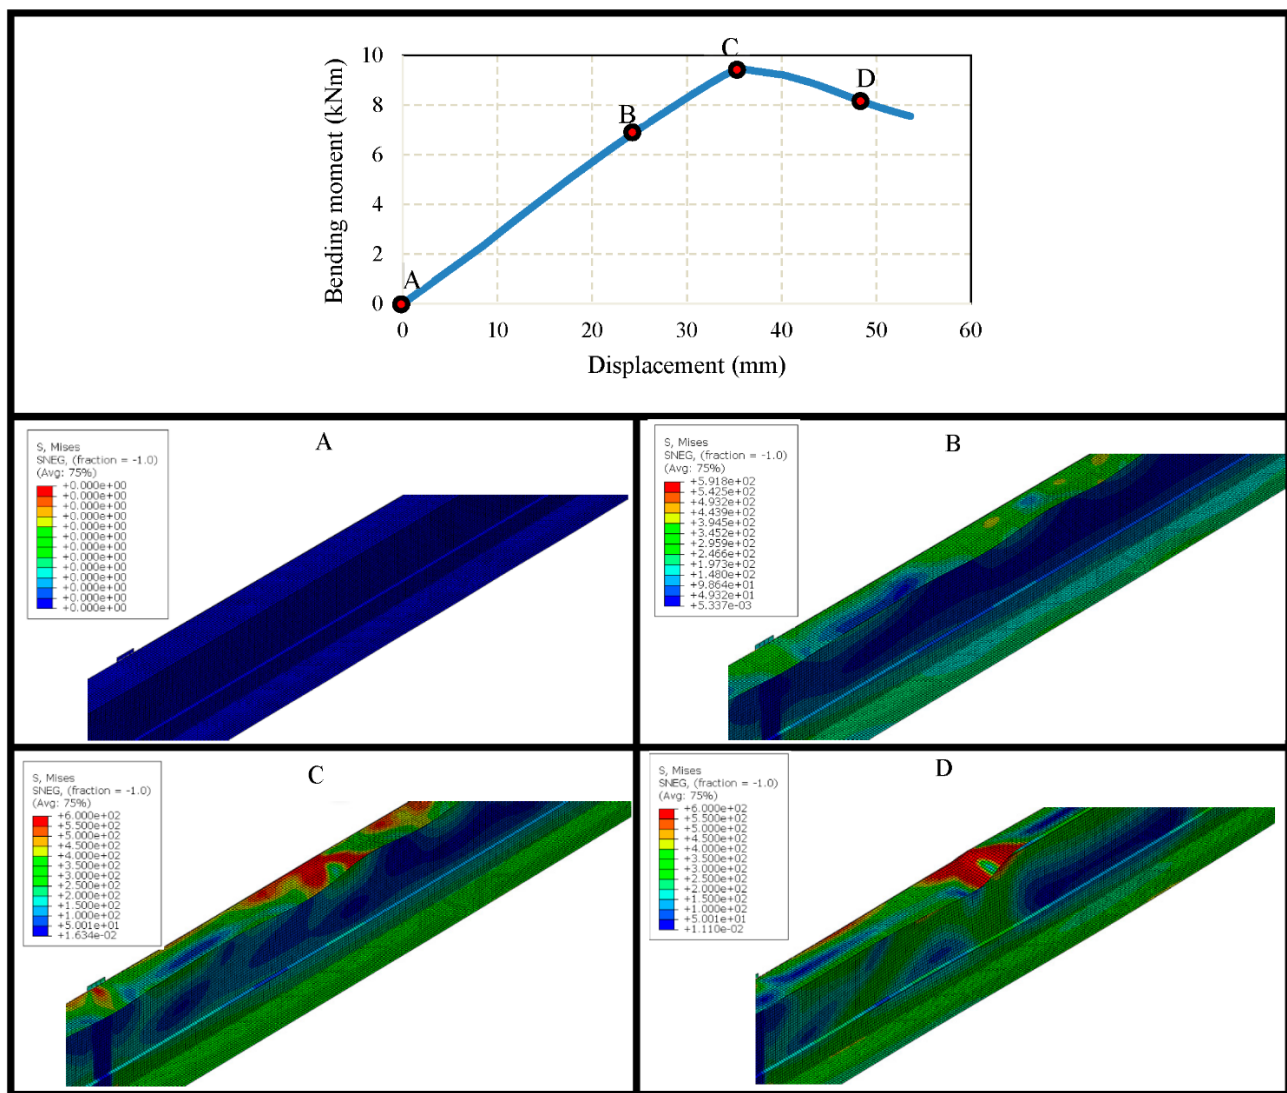 C
10
D
8
B
6
4
2
A
0
Bending moment (kNm)
0 10 20 30 40 50 60
Displacement (mm)
A
S, Mises
SNEG, (fraction = -1.0)
(Avg: 75%)
+0.000e+00
+0.000e+00
+0.000e+00
+0.000e+00
+0.000e+00
+0.000e+00
+0.000e+00
+0.000e+00
+0.000e+00
+0.000e+00
+0.000e+00
+0.000e+00
+0.000e+00
B
S, Mises
SNEG, (fraction = -1.0)
(Avg: 75%)
+5.918e+02
+5.425e+02
+4.932e+02
+4.439e+02
+3.945e+02
+3.452e+02
+2.959e+02
+2.466e+02
+1.973e+02
+1.480e+02
+9.864e+01
+4.932e+01
+5.337e-03
C
S, Mises
SNEG, (fraction = -1.0)
(Avg: 75%)
+6.000e+02
+5.500e+02
+5.000e+02
+4.500e+02
+4.000e+02
+3.500e+02
+3.000e+02
+2.500e+02
+2.000e+02
+1.500e+02
+1.000e+02
+5.001e+01
+1.634e-02
D
S, Mises
SNEG, (fraction = -1.0)
(Avg: 75%)
+6.000e+02
+5.500e+02
+5.000e+02
+4.500e+02
+4.000e+02
+3.500e+02
+3.000e+02
+2.500e+02
+2.000e+02
+1.500e+02
+1.000e+02
+5.001e+01
+1.110e-02